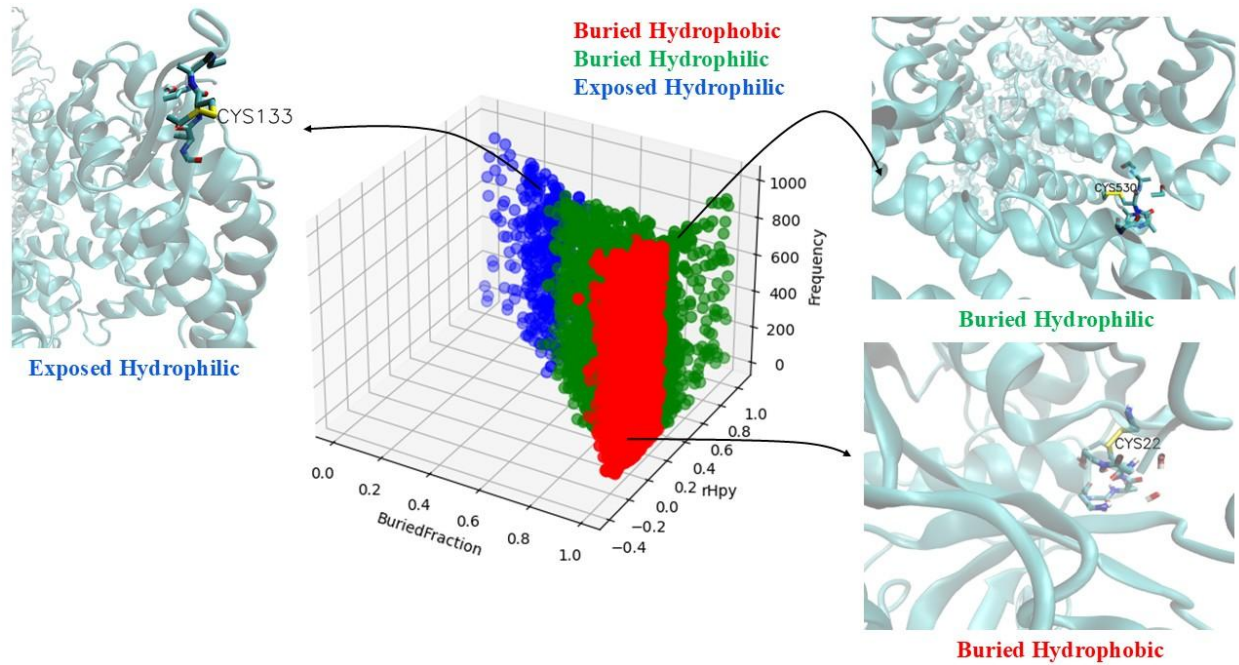 Buried Hydrophobic
Buried Hydrophilic
Exposed Hydrophilic
CYS133
Exposed Hydrophilic
1000
800
600
400
200
0
Frequency
0.0
0.2
0.4
0.6
0.8
1.0
BuriedFraction
1.0
0.8
0.6
0.4
0.2
0.0
−0.2
−0.4
rHpy
CYS530
Buried Hydrophilic
CYS22
Buried Hydrophobic